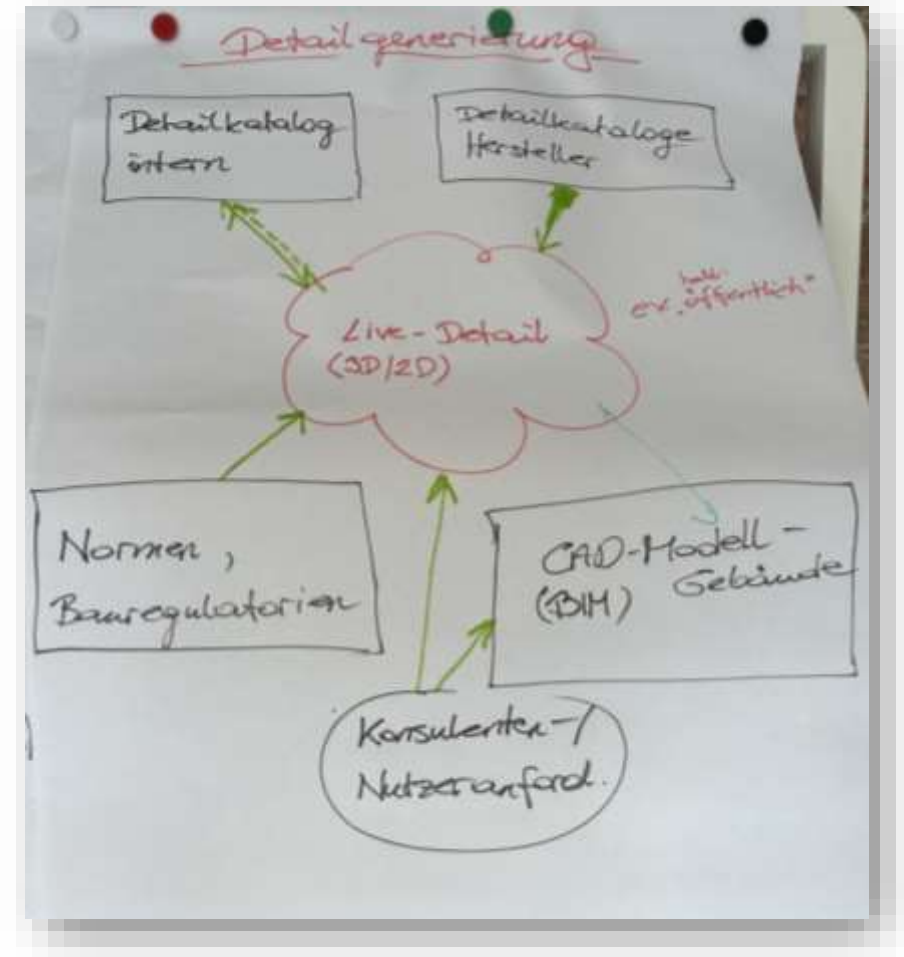 Detailgenerierung
Detailkatalog
intern
Detailkataloge
Hersteller
halb-
ev. „öffentlich"
Live-Detail
(3D/2D)
Normen,
Bauregulatorien
CAD-Modell-
(BIM) Gebäude
Konsulenten-/
Nutzeranford.